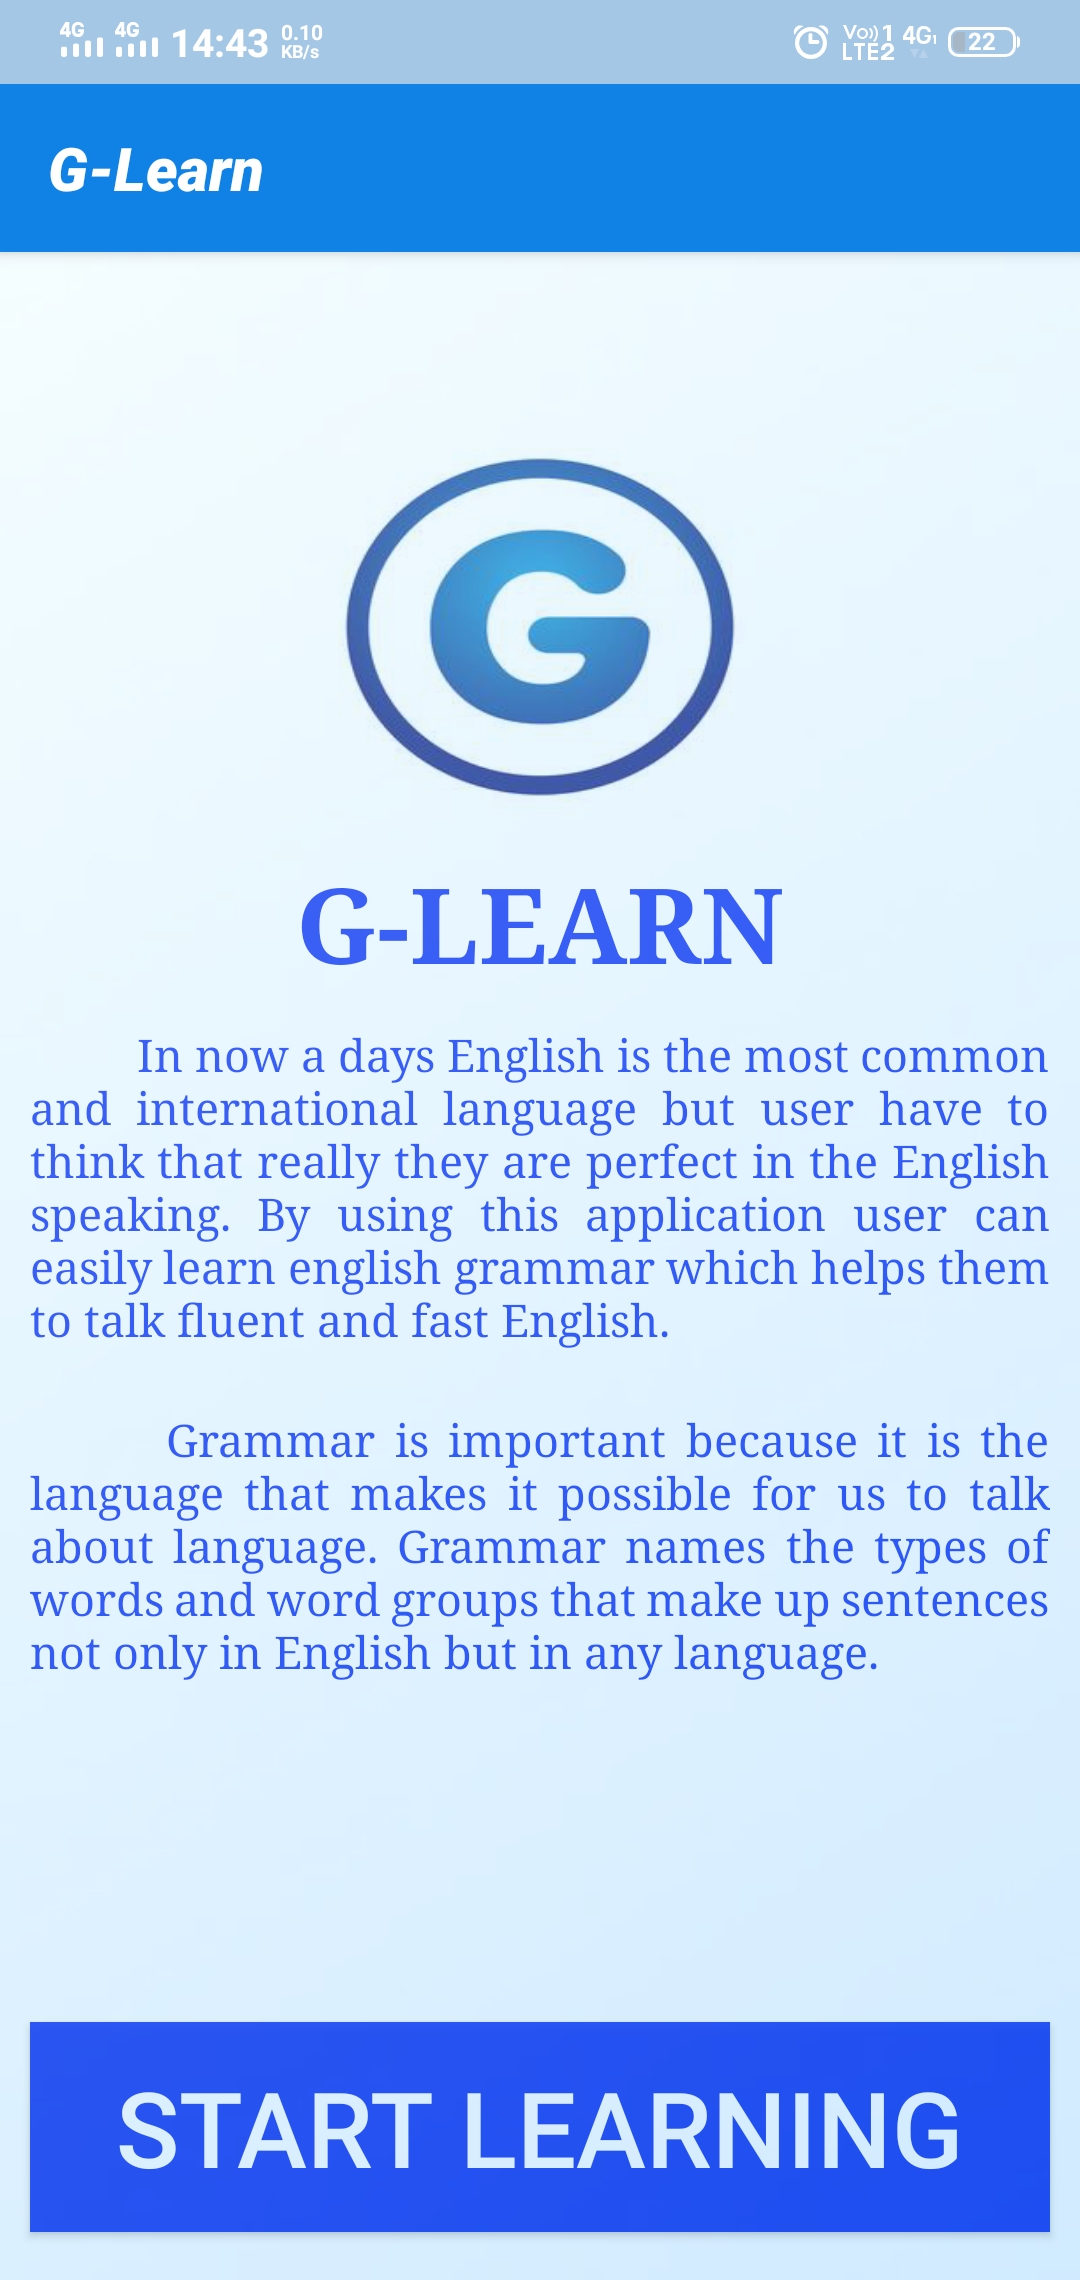 4G 4G 14:43 0.10 KB/s Vo)) 1 LTE2 4G1 22
G-Learn
G
G-LEARN
In now a days English is the most common
and international language but user have to
think that really they are perfect in the English
speaking. By using this application user can
easily learn english grammar which helps them
to talk fluent and fast English.
Grammar is important because it is the
language that makes it possible for us to talk
about language. Grammar names the types of
words and word groups that make up sentences
not only in English but in any language.
START LEARNING